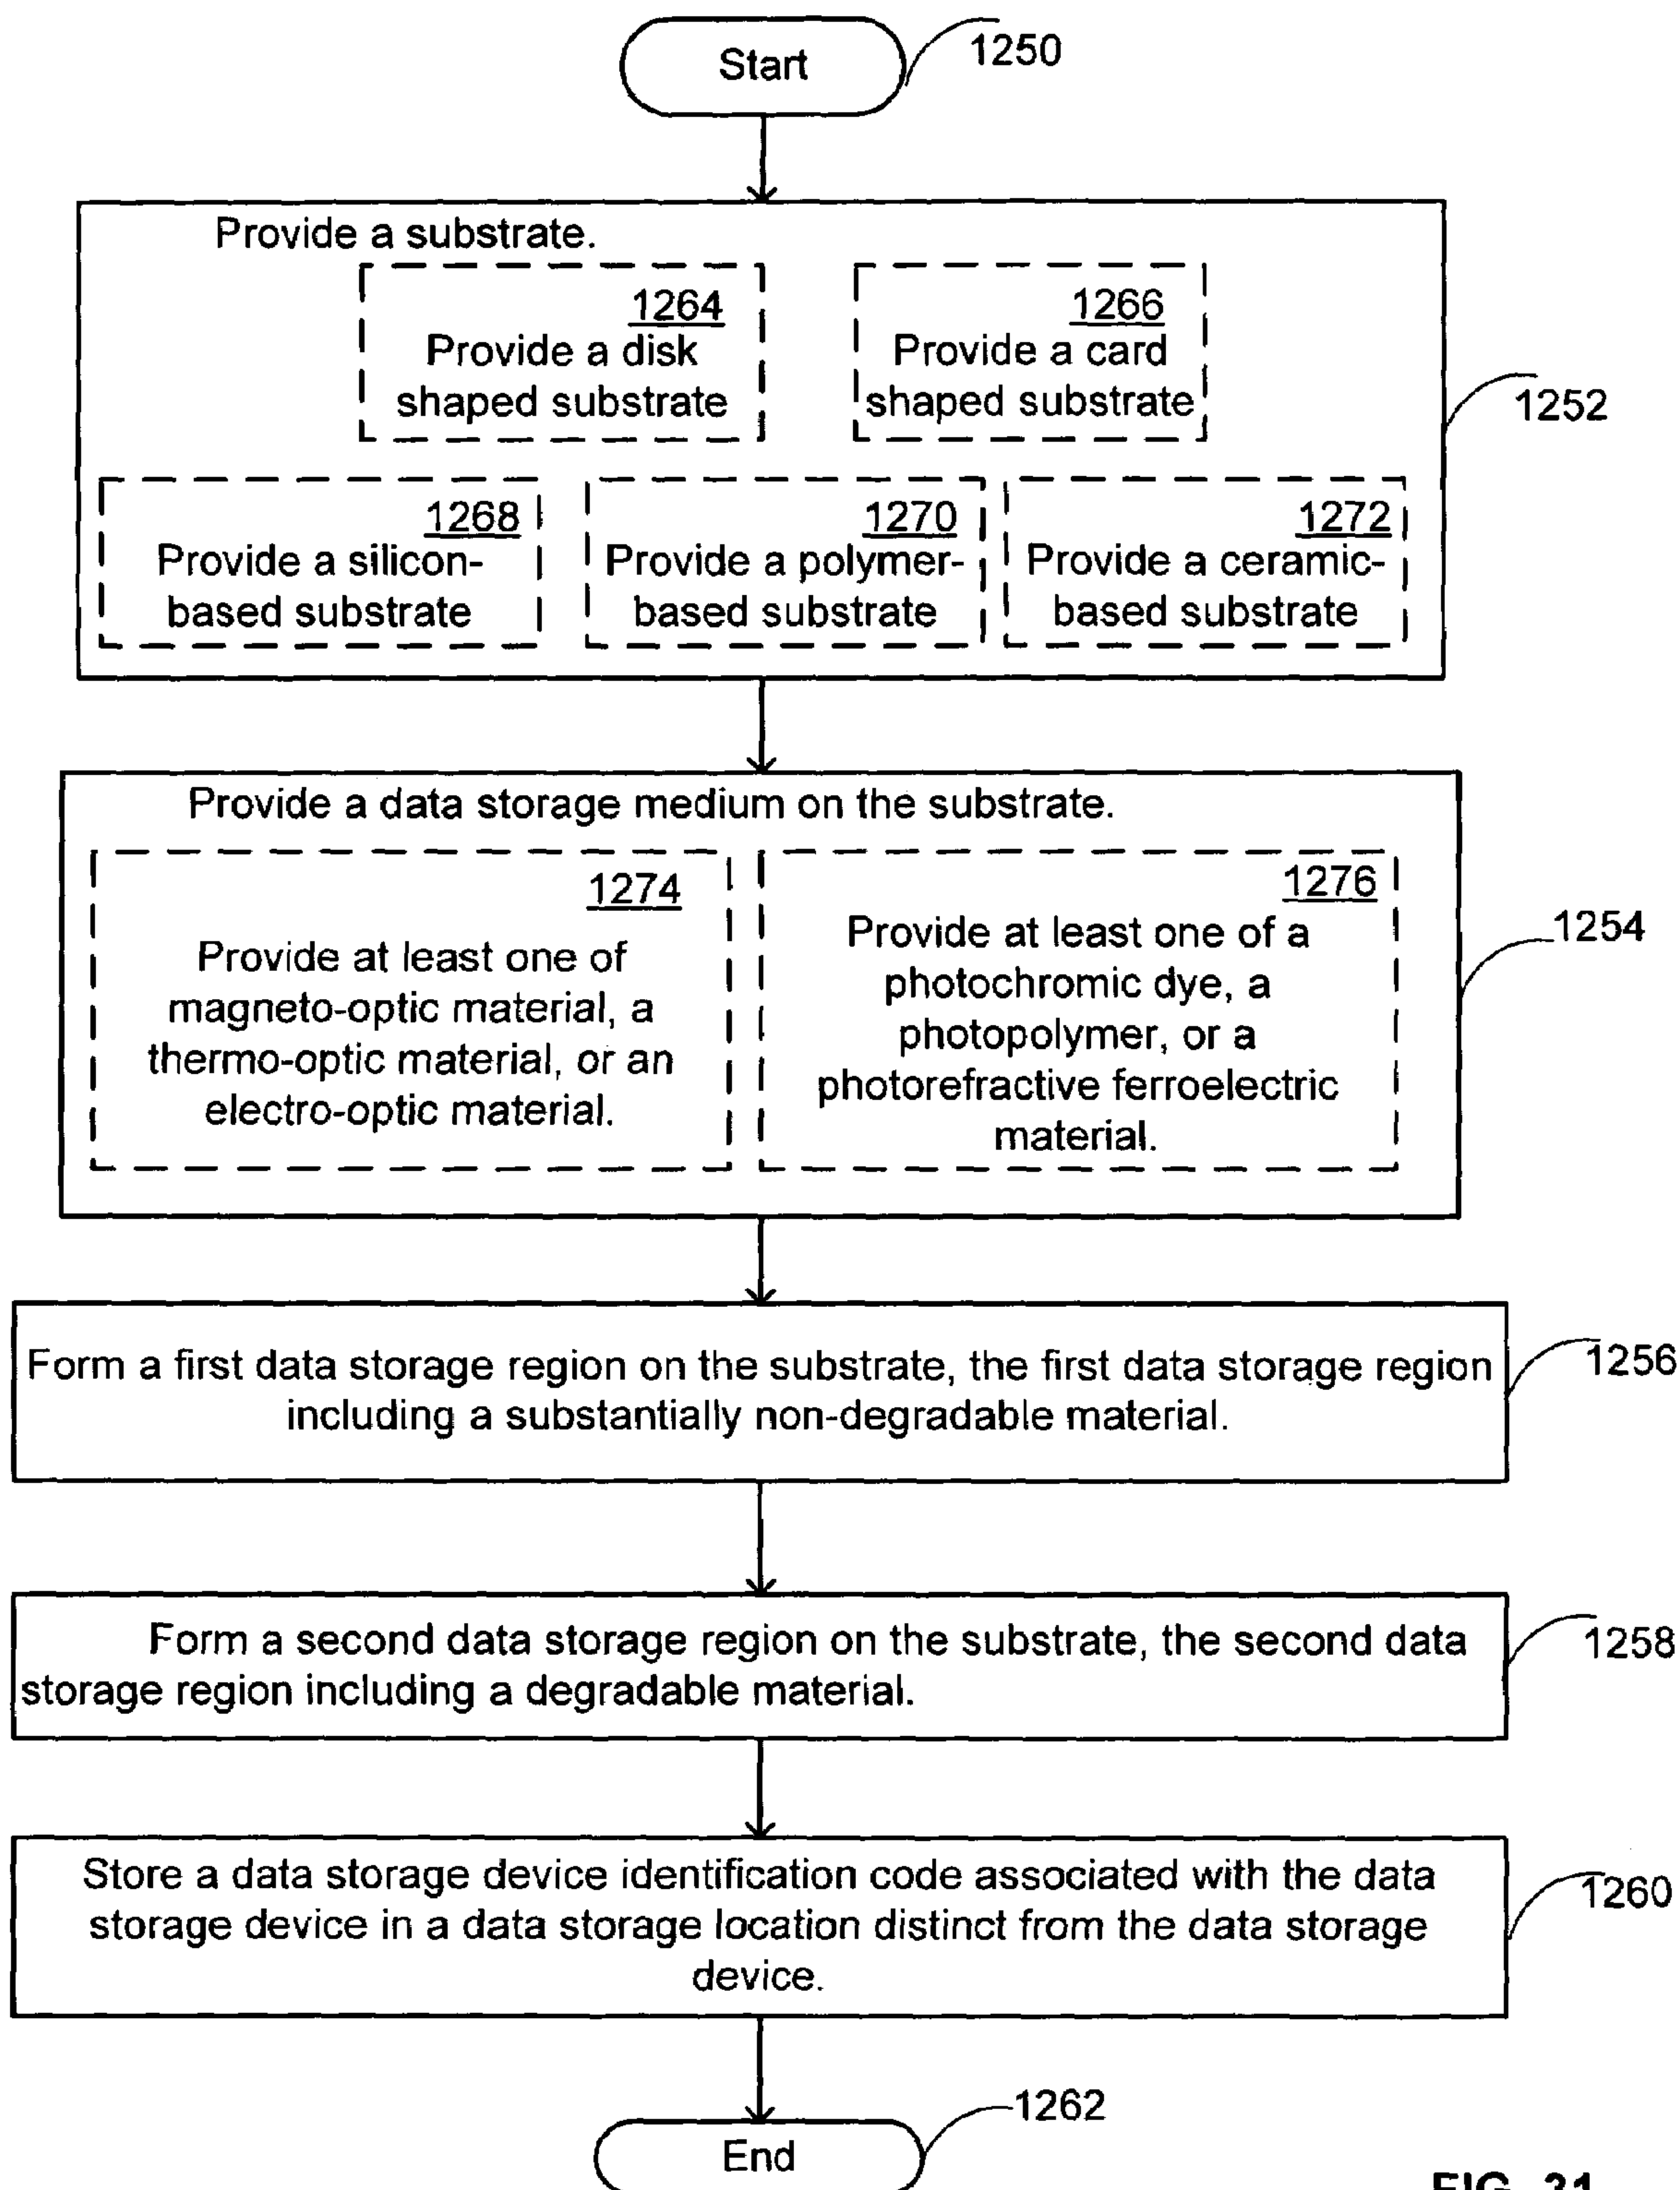 Start
1250
Provide a substrate.
1264
Provide a disk
shaped substrate
1266
Provide a card
shaped substrate
1252
1268
Provide a silicon-
based substrate
1270
Provide a polymer-
based substrate
1272
Provide a ceramic-
based substrate
Provide a data storage medium on the substrate.
1274
Provide at least one of
magneto-optic material, a
thermo-optic material, or an
electro-optic material.
1276
Provide at least one of a
photochromic dye, a
photopolymer, or a
photorefractive ferroelectric
material.
1254
Form a first data storage region on the substrate, the first data storage region
including a substantially non-degradable material.
1256
Form a second data storage region on the substrate, the second data
storage region including a degradable material.
1258
Store a data storage device identification code associated with the data
storage device in a data storage location distinct from the data storage
device.
1260
1262
End
FIG. 31